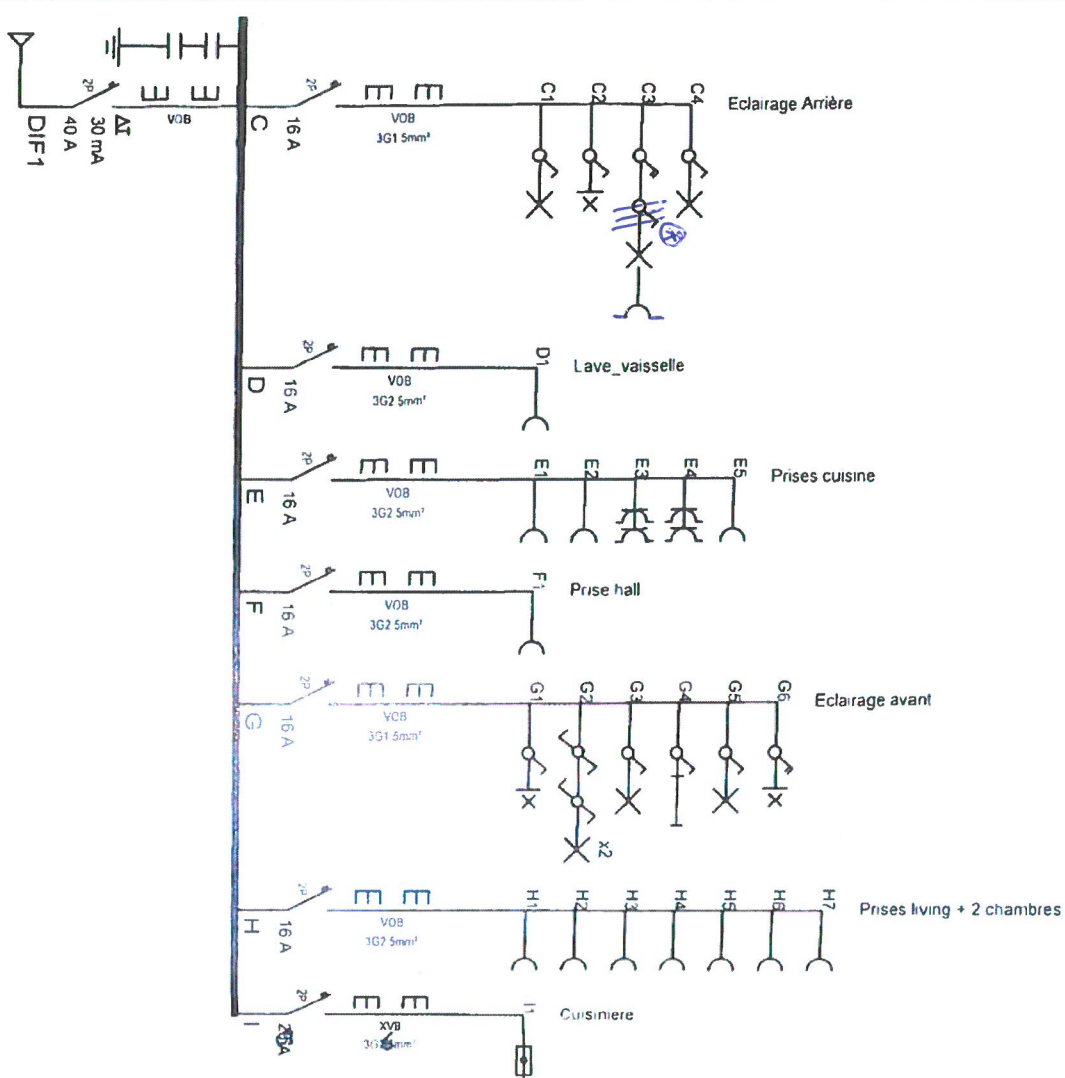 2P
VOB
ΔT
30 mA
40 A
DIF1
C
2P
16 A
VOB
3G1 5mm²
C1
C2
C3
C4
Eclairage Arrière
D
2P
16 A
VOB
3G2 5mm²
D1
Lave_vaisselle
E
2P
16 A
VOB
3G2 5mm²
E1
E2
E3
E4
E5
Prises cuisine
F
2P
16 A
VOB
3G2 5mm²
F1
Prise hall
G
2P
16 A
VOB
3G1 5mm²
G1
G2
G3
G4
G5
G6
x2
Eclairage avant
H
2P
16 A
VOB
3G2 5mm²
H1
H2
H3
H4
H5
H6
H7
Prises living + 2 chambres
I
2P
XVB
I1
Cuisiniere